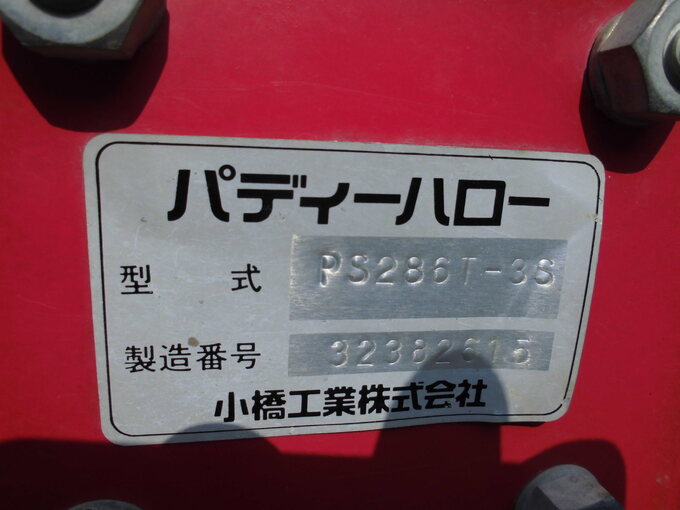 パディーハロー
型式 PS286T-3S
製造番号 32382615
小橋工業株式会社